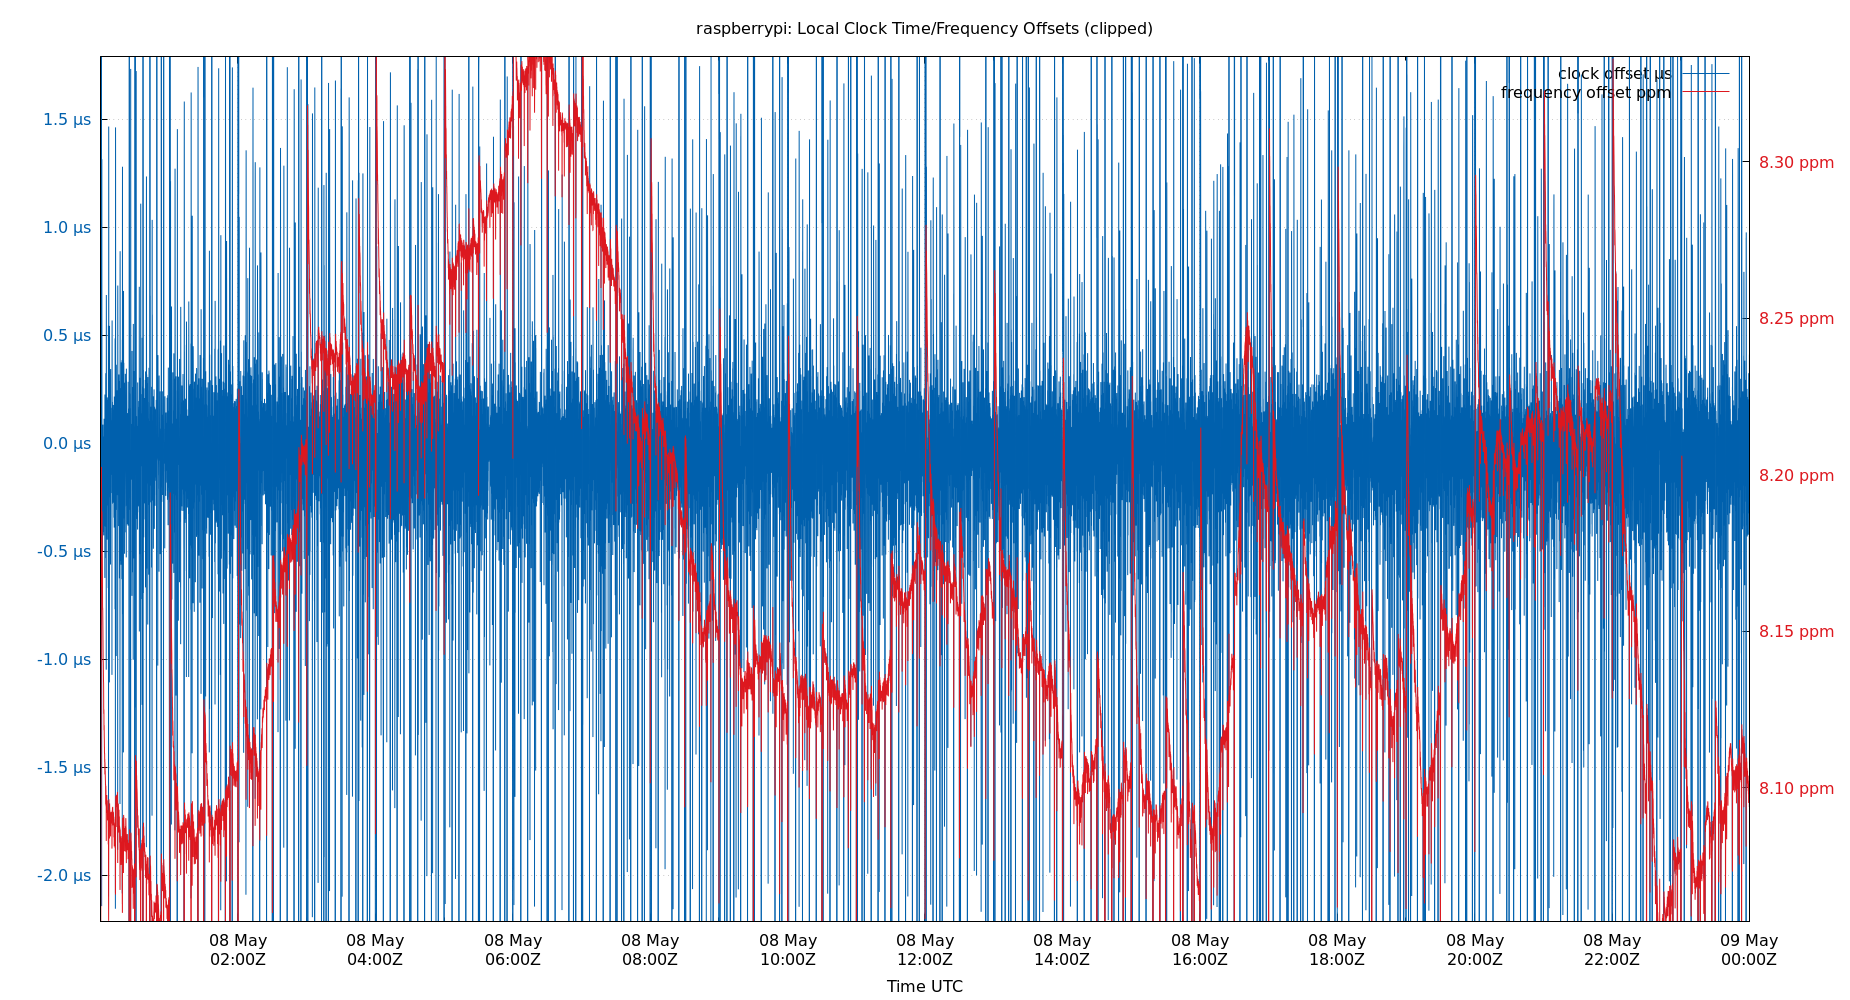 raspberrypi: Local Clock Time/Frequency Offsets (clipped)
clock offset µs
frequency offset ppm
1.5 µs
1.0 µs
0.5 µs
0.0 µs
-0.5 µs
-1.0 µs
-1.5 µs
-2.0 µs
8.30 ppm
8.25 ppm
8.20 ppm
8.15 ppm
8.10 ppm
08 May
02:00Z
08 May
04:00Z
08 May
06:00Z
08 May
08:00Z
08 May
10:00Z
08 May
12:00Z
08 May
14:00Z
08 May
16:00Z
08 May
18:00Z
08 May
20:00Z
08 May
22:00Z
09 May
00:00Z
Time UTC